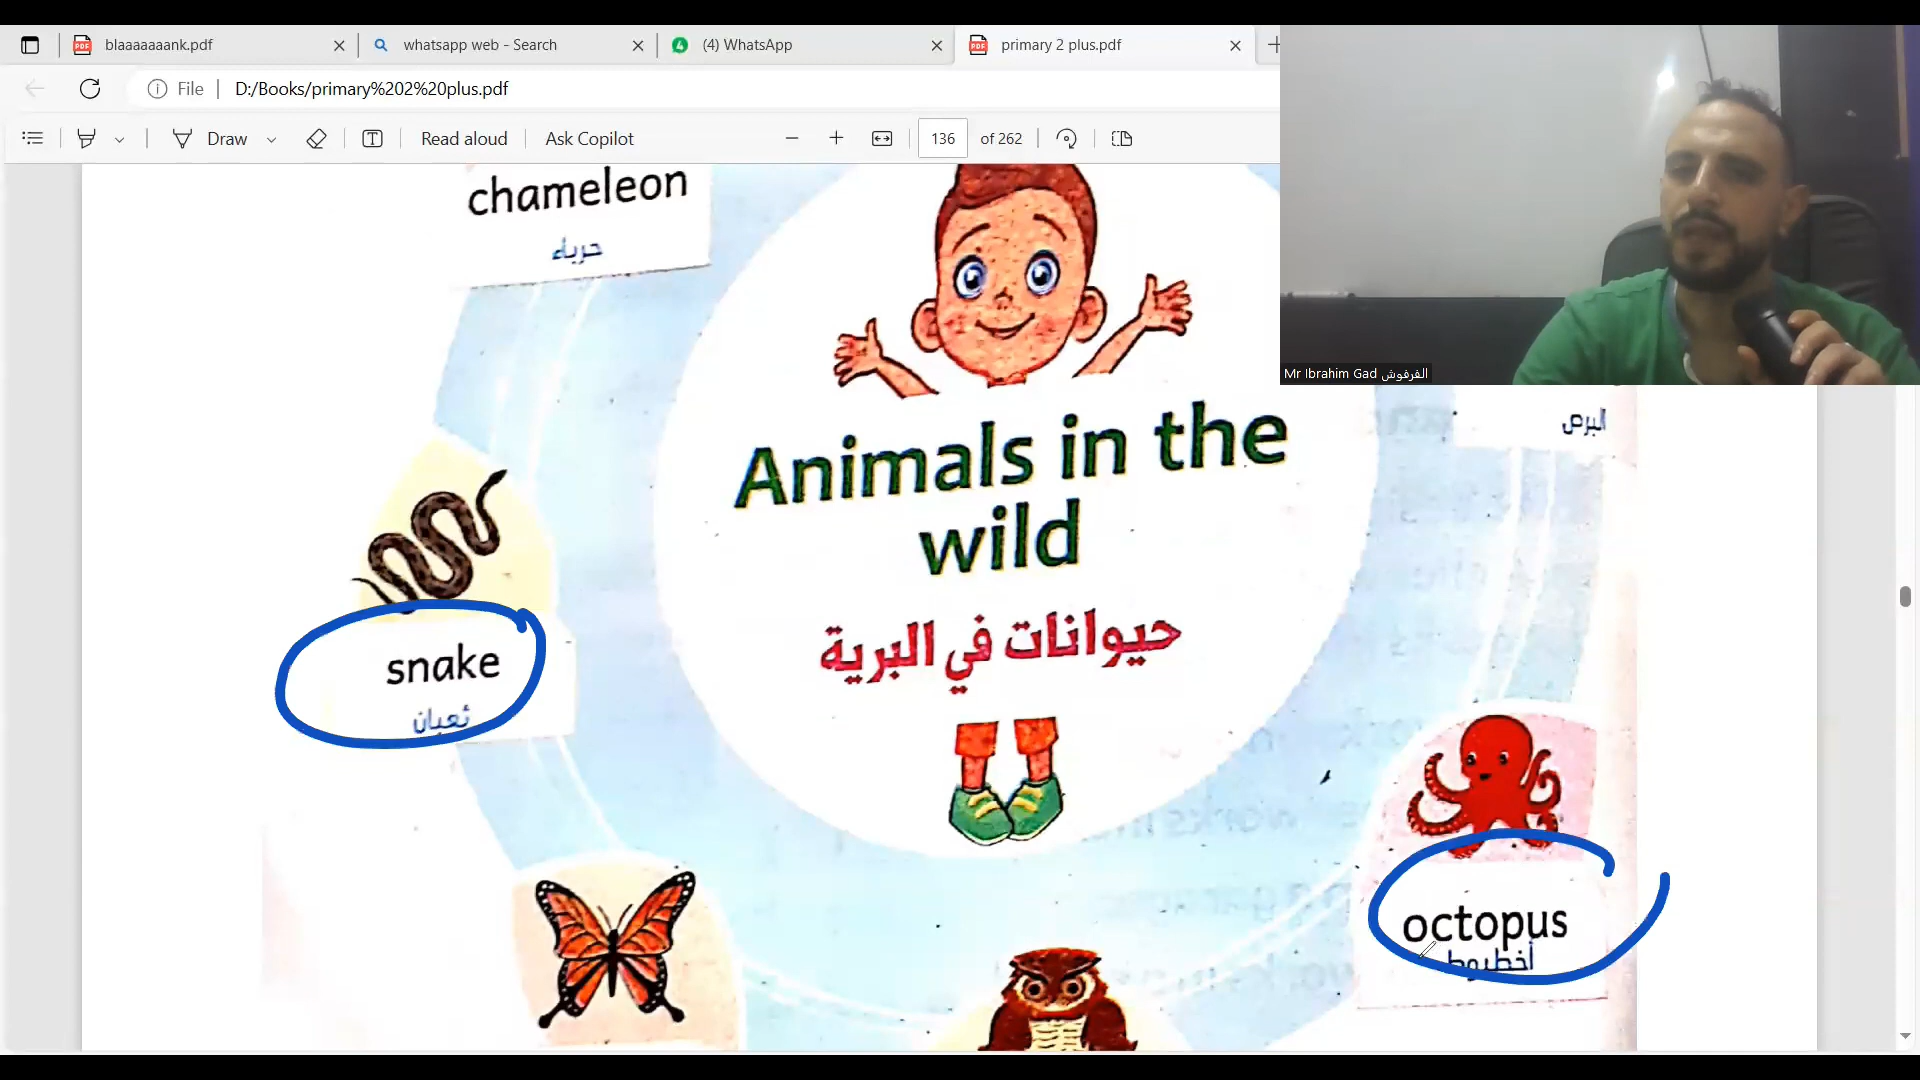 blaaaaaaank.pdf
whatsapp web - Search
(4) WhatsApp
primary 2 plus.pdf
File
D:/Books/primary%202%20plus.pdf
Draw
Read aloud
Ask Copilot
136
of 262
Mr Ibrahim Gad الفرفوش
chameleon
حرباء
البرص
Animals in the
wild
حيوانات في البرية
snake
ثعبان
octopus
أخطبوط